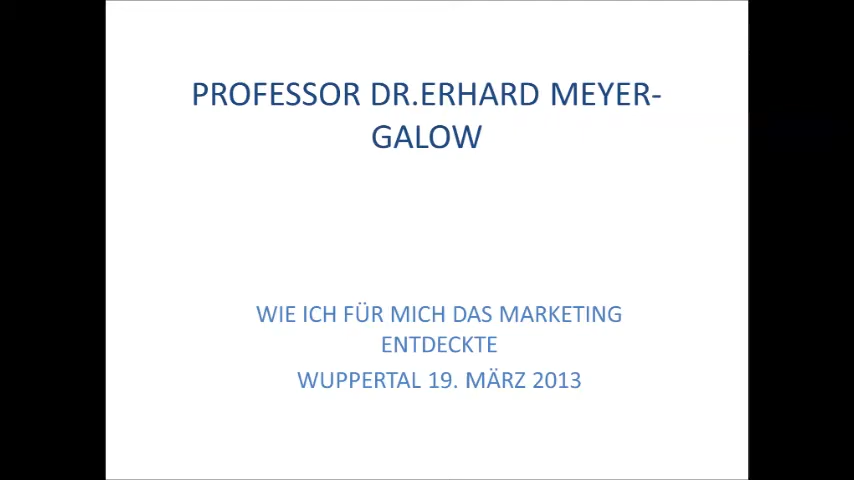 PROFESSOR DR.ERHARD MEYER-
GALOW
WIE ICH FÜR MICH DAS MARKETING
ENTDECKTE
WUPPERTAL 19. MÄRZ 2013